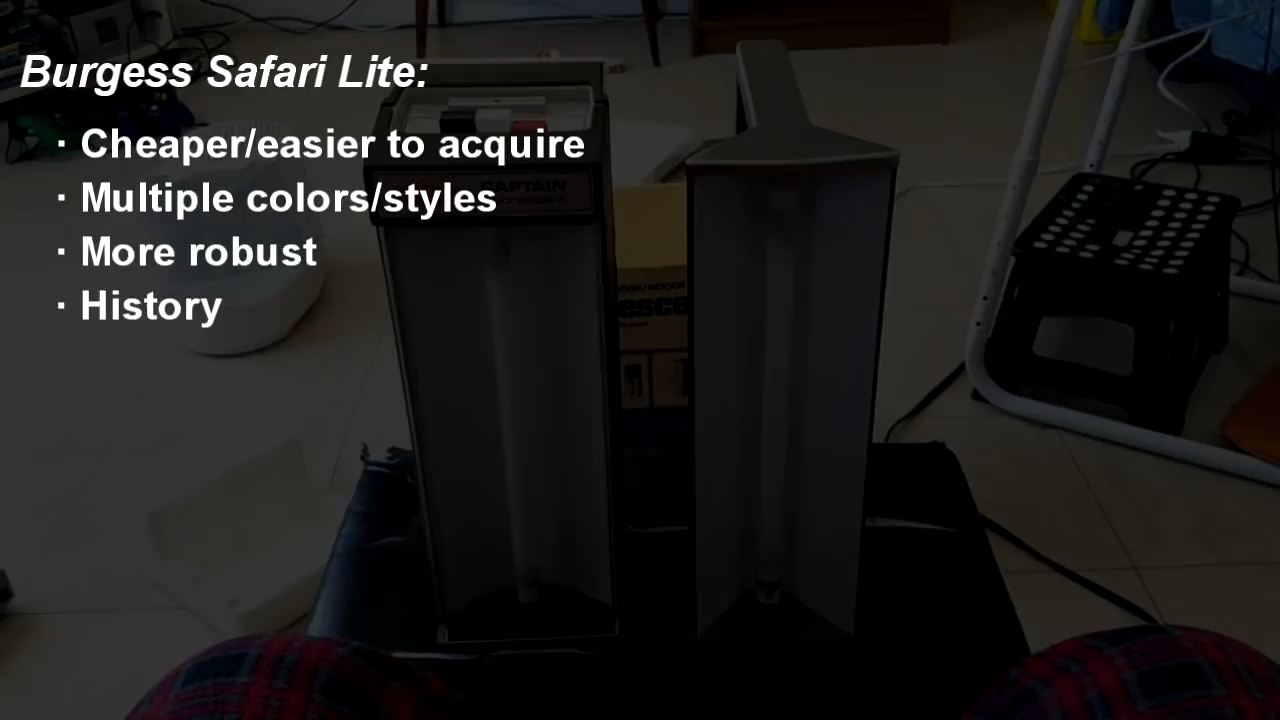 Burgess Safari Lite:
· Cheaper/easier to acquire
· Multiple colors/styles
· More robust
· History
CAPTAIN